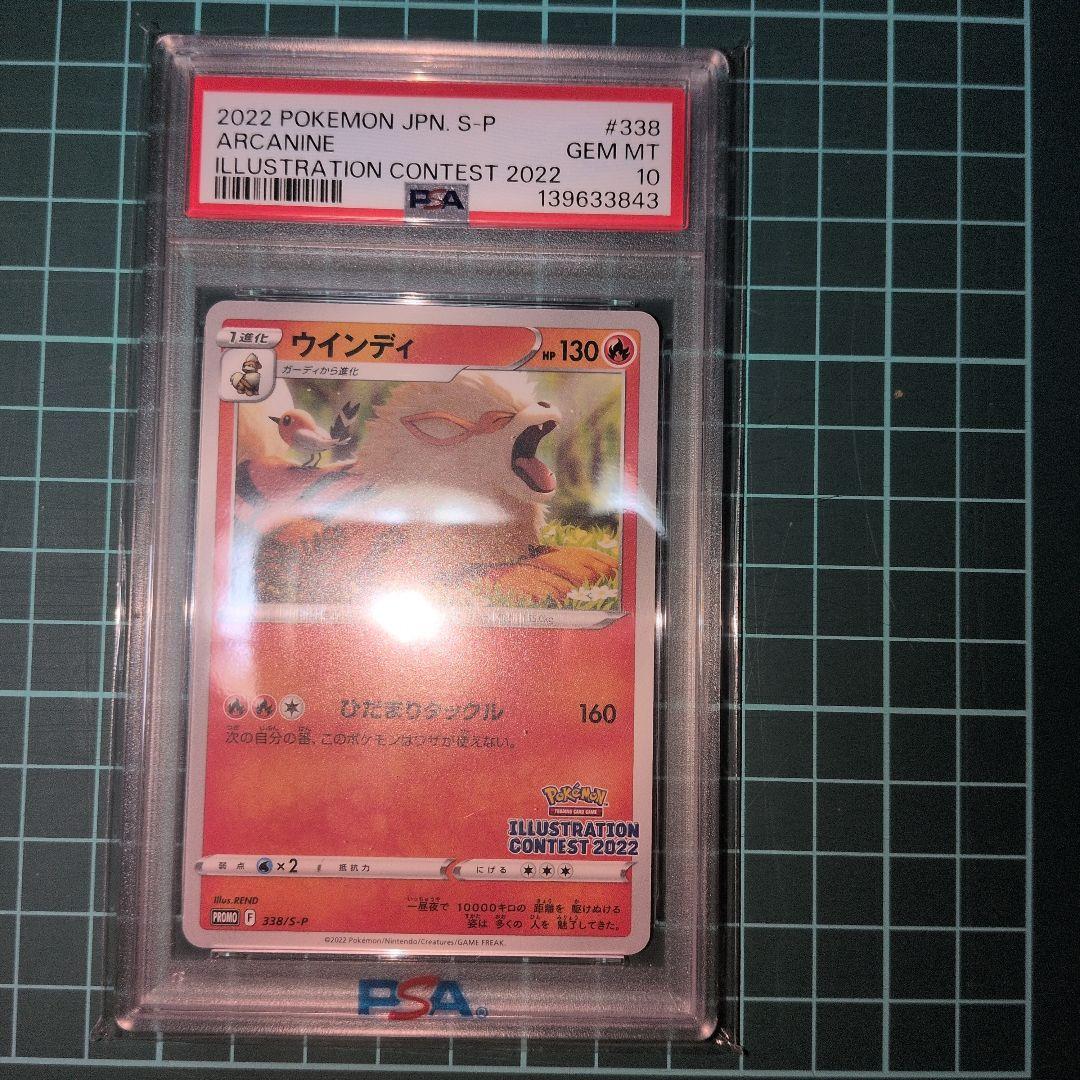 2022 POKEMON JPN. S-P #338
ARCANINE GEM MT
ILLUSTRATION CONTEST 2022 10
PSA 139633843
1進化 ウインディ HP 130
ガーディから進化
ひだまりタックル 160
次の自分の番、このポケモンはワザが使えない。
Pokémon
TRADING CARD GAME
ILLUSTRATION
CONTEST 2022
弱点 ×2 抵抗力 にげる
Illus.REND
一昼夜で 10000キロの 距離を 駆けぬける
PROMO F 338/S-P 姿は 多くの 人を 魅了してきた。
©2022 Pokémon/Nintendo/Creatures/GAME FREAK.
PSA®